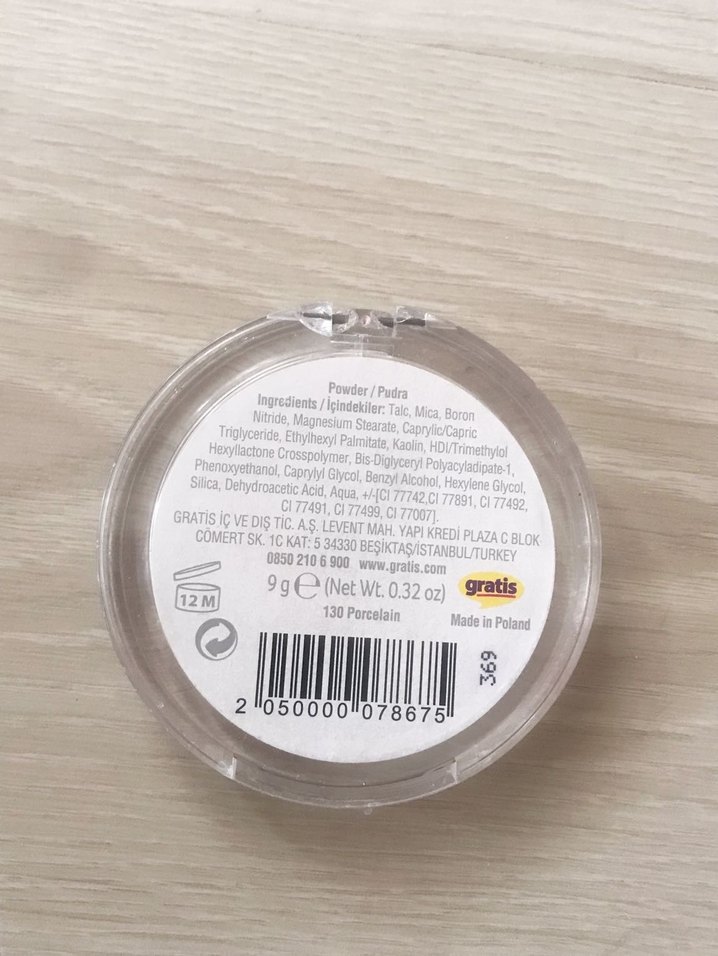 Powder / Pudra
Ingredients / İçindekiler: Talc, Mica, Boron
Nitride, Magnesium Stearate, Caprylic/Capric
Triglyceride, Ethylhexyl Palmitate, Kaolin, HDI/Trimethylol
Hexyllactone Crosspolymer, Bis-Diglyceryl Polyacyladipate-1,
Phenoxyethanol, Caprylyl Glycol, Benzyl Alcohol, Hexylene Glycol,
Silica, Dehydroacetic Acid, Aqua, +/-[CI 77742,CI 77891, CI 77492,
CI 77491, CI 77499, CI 77007].
GRATİS İÇ VE DIŞ TİC. A.Ş. LEVENT MAH. YAPI KREDİ PLAZA C BLOK
CÖMERT SK. 1C KAT: 5 34330 BEŞİKTAŞ/İSTANBUL/TURKEY
0850 210 6 900 www.gratis.com
9 g ℮ (Net Wt. 0.32 oz)
gratis
12 M
130 Porcelain
Made in Poland
369
2 050000 078675